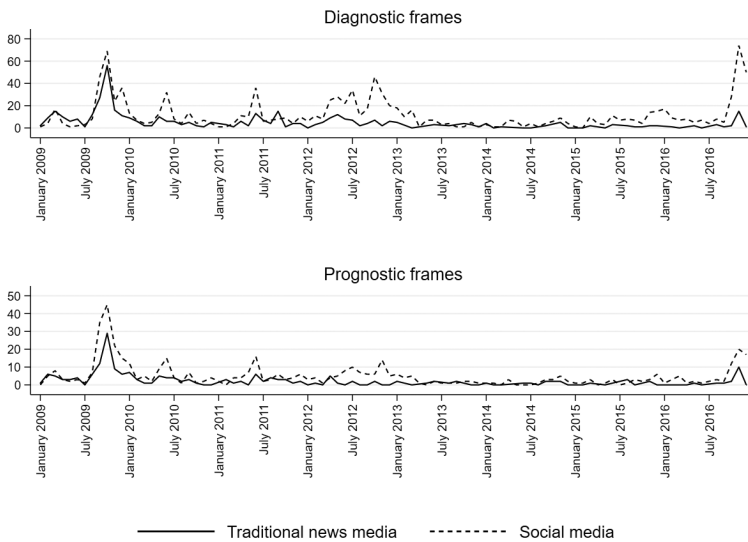 Diagnostic frames
80
60
40
20
0
January 2009
July 2009
January 2010
July 2010
January 2011
July 2011
January 2012
July 2012
January 2013
July 2013
January 2014
July 2014
January 2015
July 2015
January 2016
July 2016
Prognostic frames
50
40
30
20
10
0
January 2009
July 2009
January 2010
July 2010
January 2011
July 2011
January 2012
July 2012
January 2013
July 2013
January 2014
July 2014
January 2015
July 2015
January 2016
July 2016
Traditional news media Social media